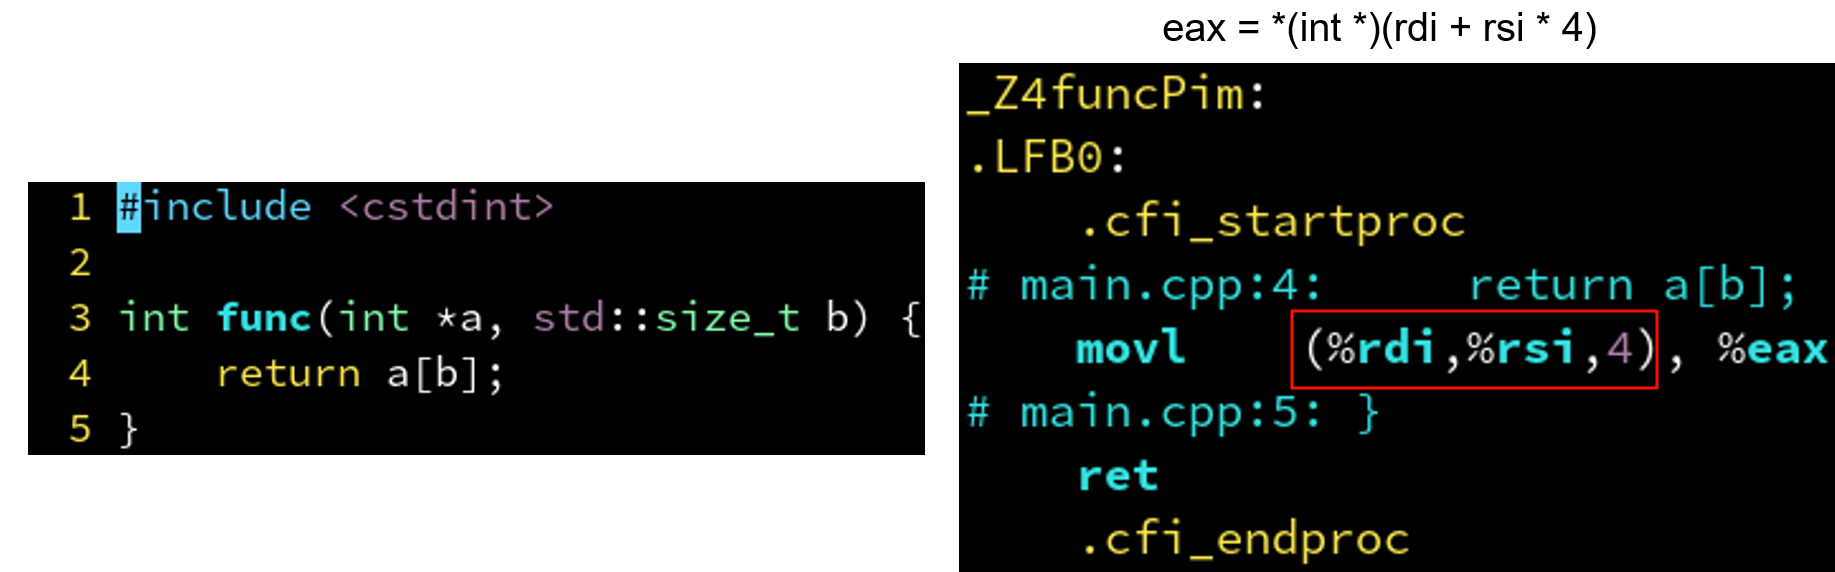 eax = *(int *)(rdi + rsi * 4)
1 #include <cstdint>
2
3 int func(int *a, std::size_t b) {
4     return a[b];
5 }
_Z4funcPim:
.LFB0:
    .cfi_startproc
# main.cpp:4:     return a[b];
    movl    (%rdi,%rsi,4), %eax
# main.cpp:5: }
    ret
    .cfi_endproc